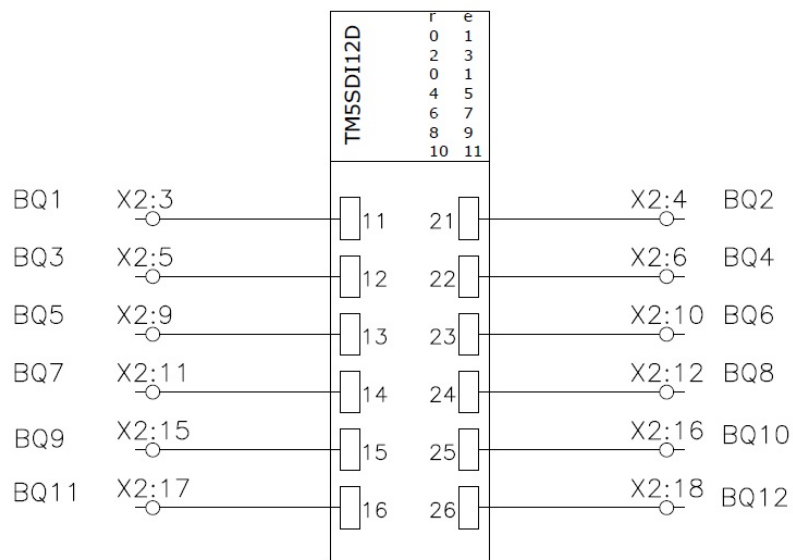 TM5SDI12D
r e
0 1
2 3
0 1
4 5
6 7
8 9
10 11
BQ1 X2:3 11 21 X2:4 BQ2
BQ3 X2:5 12 22 X2:6 BQ4
BQ5 X2:9 13 23 X2:10 BQ6
BQ7 X2:11 14 24 X2:12 BQ8
BQ9 X2:15 15 25 X2:16 BQ10
BQ11 X2:17 16 26 X2:18 BQ12